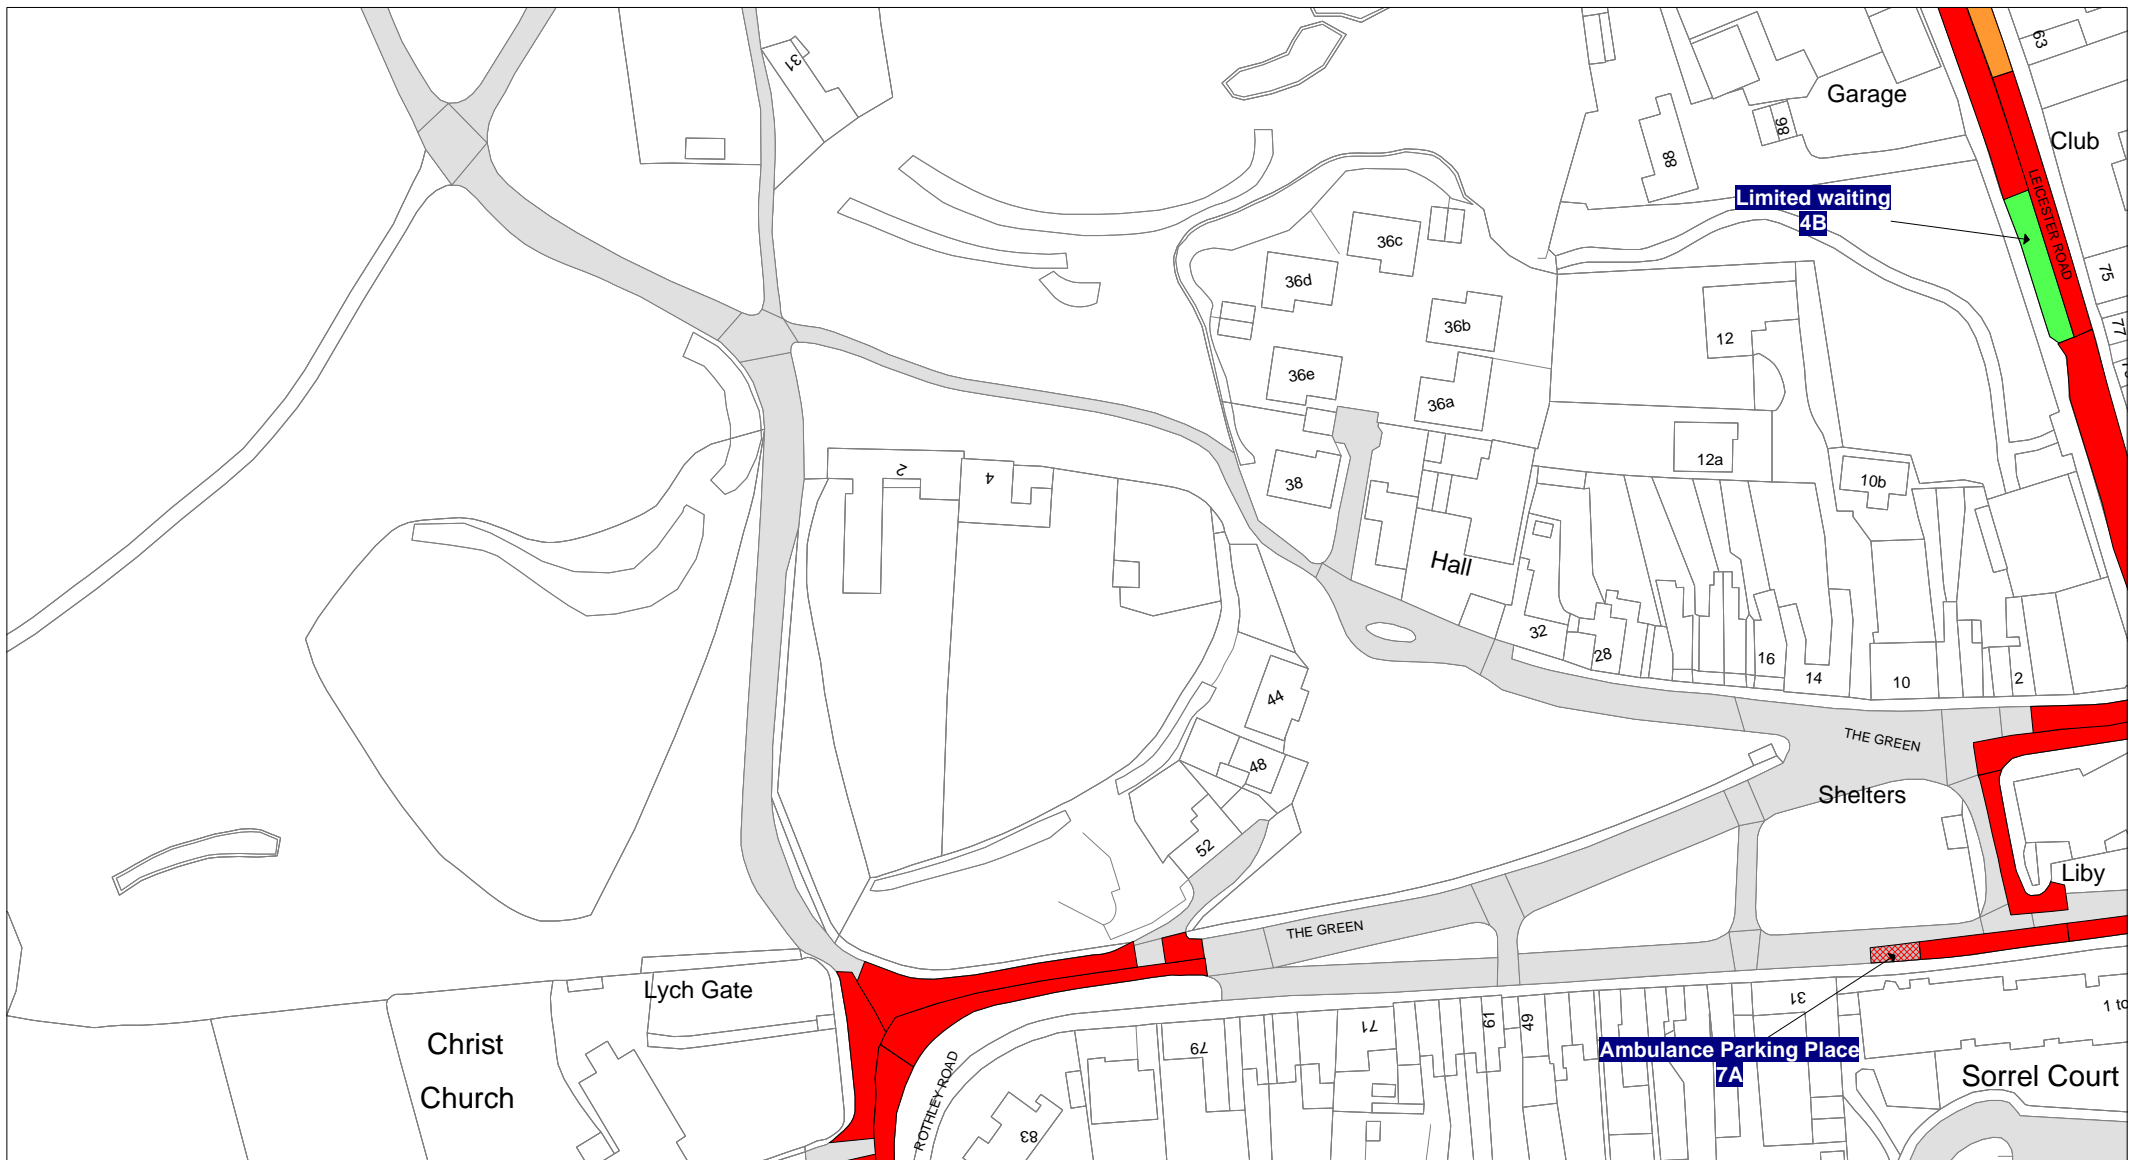 31
63
Garage
98
Club
88
Limited waiting
4B
LEICESTER ROAD
36c
36d
75
36b
77
12
36e
36a
12a
2
4
38
10b
Hall
32
28
16
14
10
2
44
THE GREEN
48
Shelters
52
Liby
THE GREEN
Lych Gate
31
1 to
Christ
Church
79
71
61
49
Ambulance Parking Place
7A
Sorrel Court
ROTHLEY ROAD
83